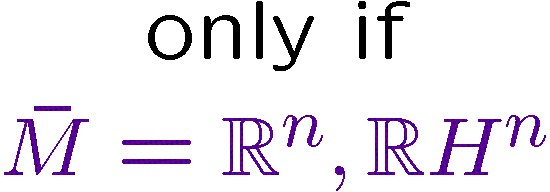 only if
M̄ = ℝⁿ, ℝHⁿ